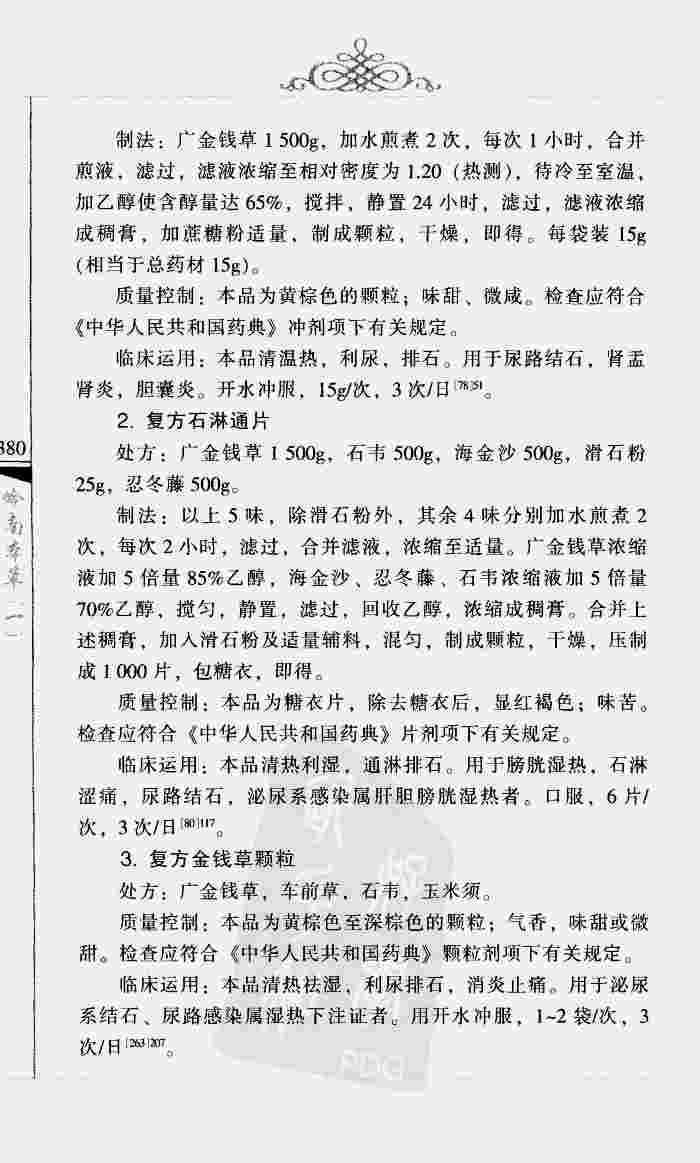 制法：广金钱草 1 500g，加水煎煮 2 次，每次 1 小时，合并
煎液，滤过，滤液浓缩至相对密度为 1.20（热测），待冷至室温，
加乙醇使含醇量达 65%，搅拌，静置 24 小时，滤过，滤液浓缩
成稠膏，加蔗糖粉适量，制成颗粒，干燥，即得。每袋装 15g
(相当于总药材 15g)。
质量控制：本品为黄棕色的颗粒；味甜、微咸。检查应符合
《中华人民共和国药典》冲剂项下有关规定。
临床运用：本品清温热，利尿，排石。用于尿路结石，肾盂
肾炎，胆囊炎。开水冲服，15g/次，3 次/日[78]51。
2. 复方石淋通片
处方：广金钱草 1 500g，石韦 500g，海金沙 500g，滑石粉
25g，忍冬藤 500g。
制法：以上 5 味，除滑石粉外，其余 4 味分别加水煎煮 2
次，每次 2 小时，滤过，合并滤液，浓缩至适量。广金钱草浓缩
液加 5 倍量 85%乙醇，海金沙、忍冬藤、石韦浓缩液加 5 倍量
70%乙醇，搅匀，静置，滤过，回收乙醇，浓缩成稠膏。合并上
述稠膏，加入滑石粉及适量辅料，混匀，制成颗粒，干燥，压制
成 1 000 片，包糖衣，即得。
质量控制：本品为糖衣片，除去糖衣后，显红褐色；味苦。
检查应符合《中华人民共和国药典》片剂项下有关规定。
临床运用：本品清热利湿，通淋排石。用于膀胱湿热，石淋
涩痛，尿路结石，泌尿系感染属肝胆膀胱湿热者。口服，6 片/
次，3 次/日[80]117。
3. 复方金钱草颗粒
处方：广金钱草，车前草，石韦，玉米须。
质量控制：本品为黄棕色至深棕色的颗粒；气香，味甜或微
甜。检查应符合《中华人民共和国药典》颗粒剂项下有关规定。
临床运用：本品清热祛湿，利尿排石，消炎止痛。用于泌尿
系结石、尿路感染属湿热下注证者。用开水冲服，1~2 袋/次，3
次/日[263]207。
380
岭南本草（一）
PDG